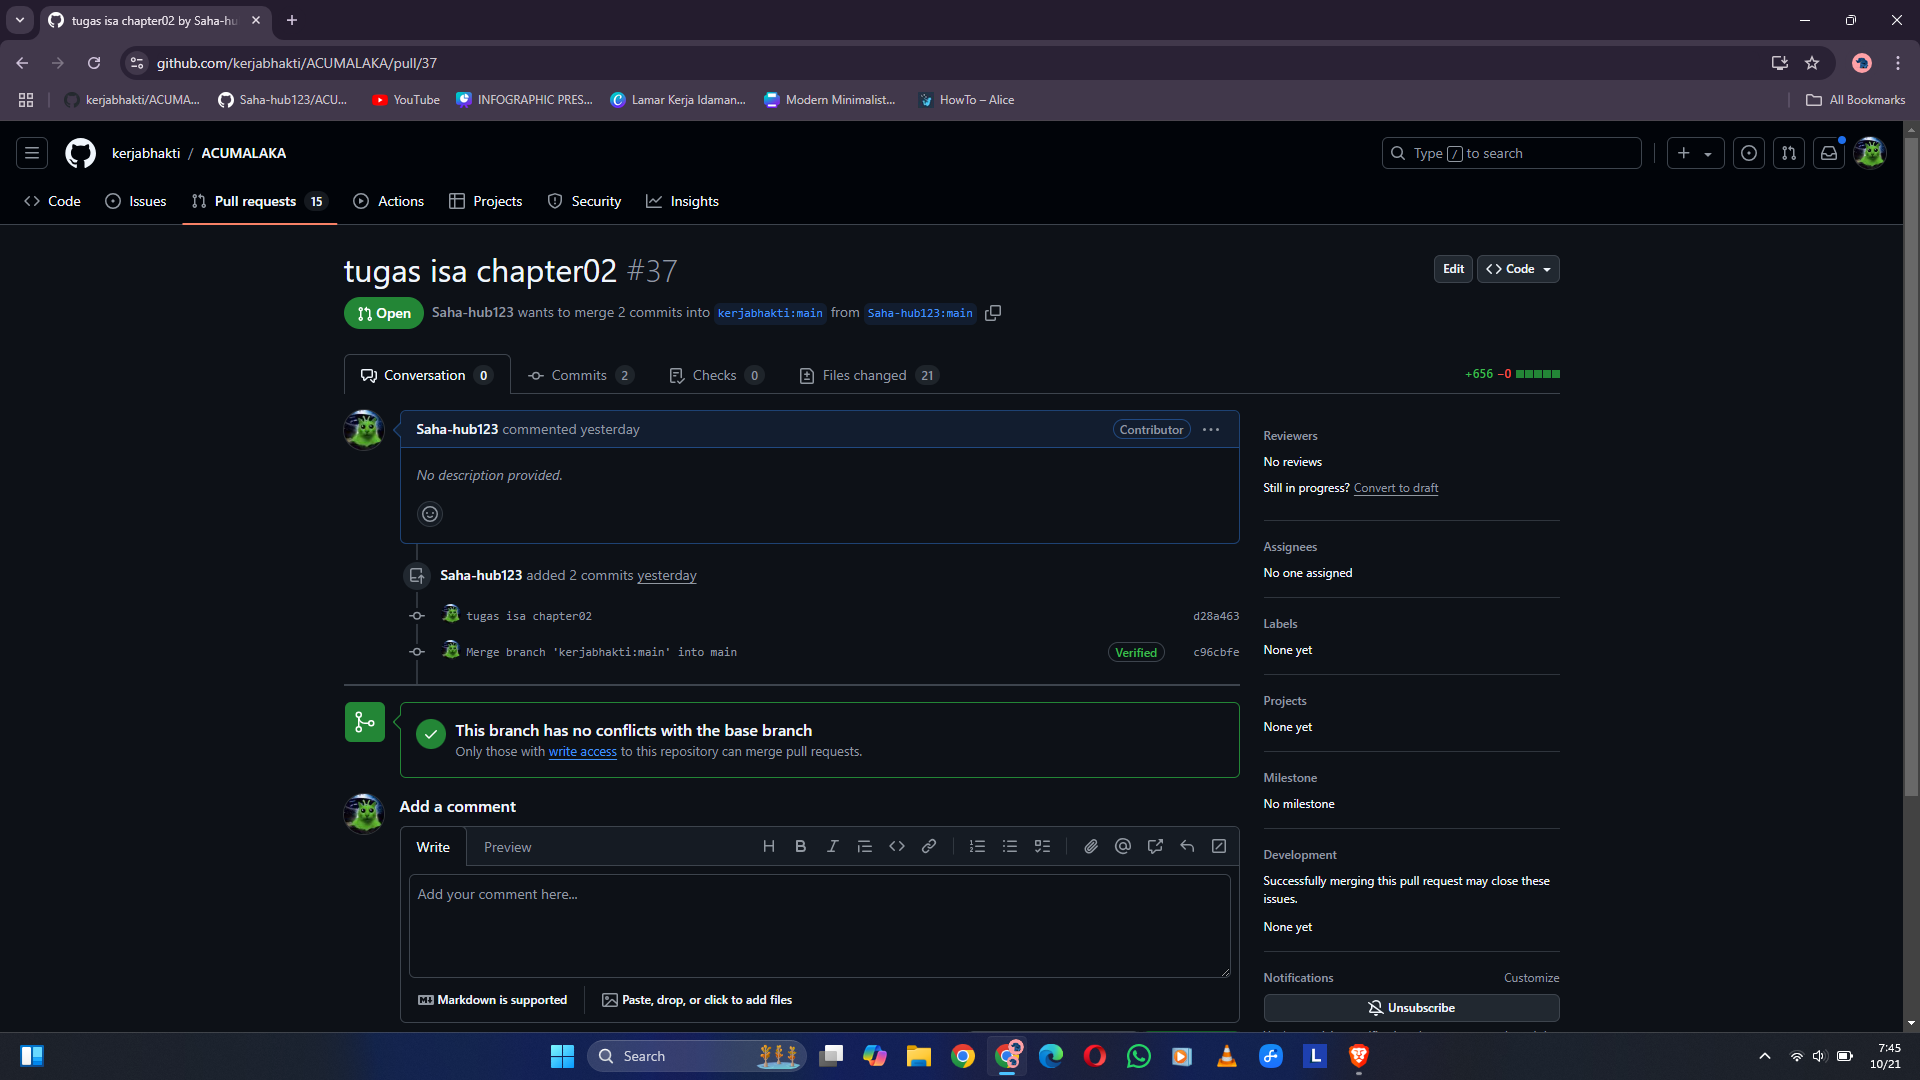 tugas isa chapter02 by Saha-hu
github.com/kerjabhakti/ACUMALAKA/pull/37
kerjabhakti/ACUMA...
Saha-hub123/ACU...
YouTube
INFOGRAPHIC PRES...
Lamar Kerja Idaman...
Modern Minimalist...
HowTo – Alice
All Bookmarks
kerjabhakti / ACUMALAKA
Type / to search
Code
Issues
Pull requests 15
Actions
Projects
Security
Insights
tugas isa chapter02 #37
Edit
Code
Open
Saha-hub123 wants to merge 2 commits into kerjabhakti:main from Saha-hub123:main
Conversation 0
Commits 2
Checks 0
Files changed 21
+656 −0
Saha-hub123 commented yesterday
Contributor
No description provided.
Saha-hub123 added 2 commits yesterday
tugas isa chapter02
d28a463
Merge branch 'kerjabhakti:main' into main
Verified
c96cbfe
This branch has no conflicts with the base branch
Only those with write access to this repository can merge pull requests.
Add a comment
Write
Preview
Add your comment here...
Markdown is supported
Paste, drop, or click to add files
Reviewers
No reviews
Still in progress? Convert to draft
Assignees
No one assigned
Labels
None yet
Projects
None yet
Milestone
No milestone
Development
Successfully merging this pull request may close these
issues.
None yet
Notifications
Customize
Unsubscribe
Search
7:45
10/21